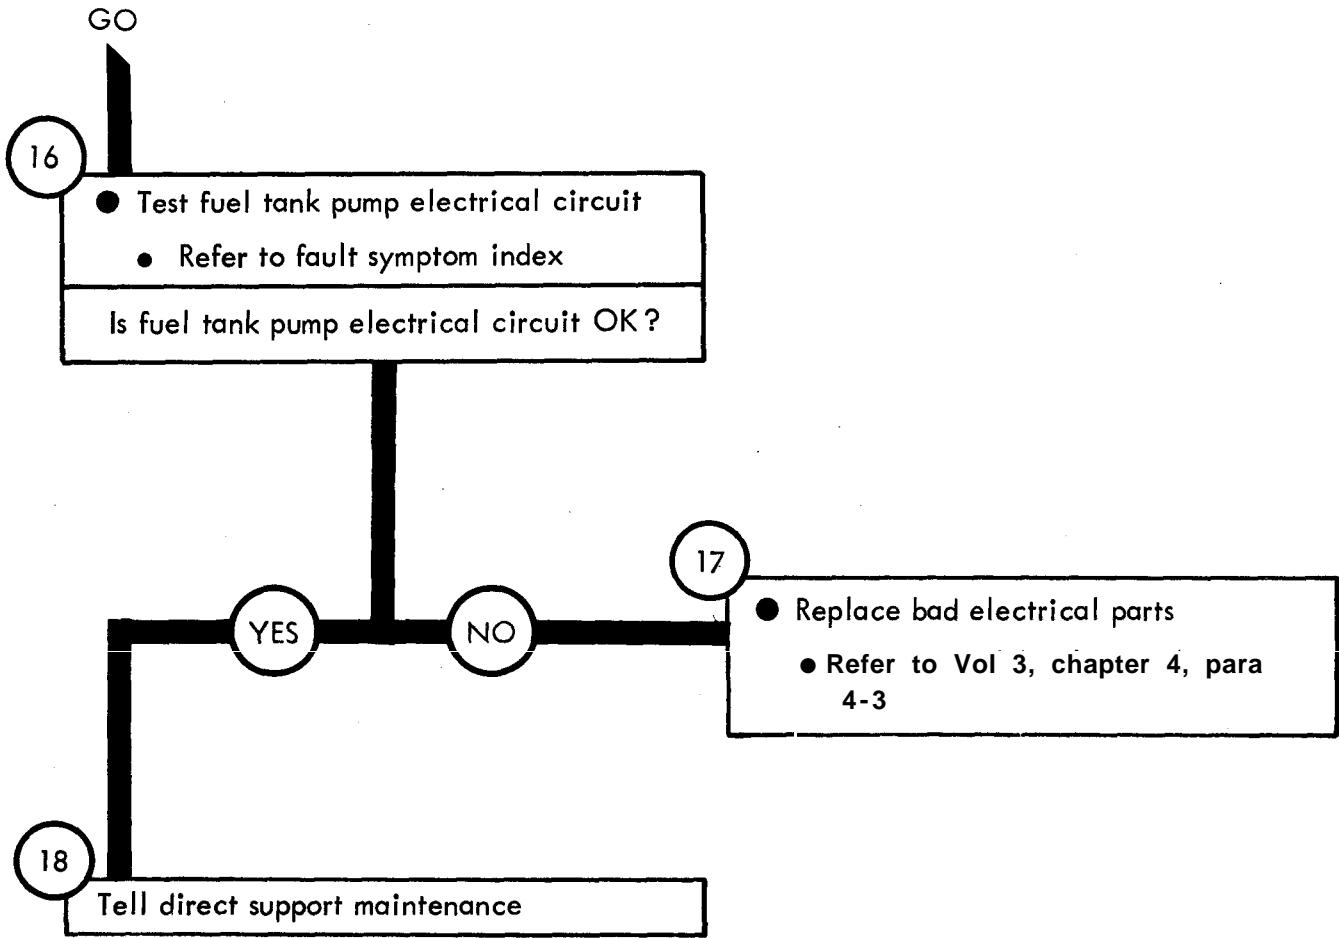 GO
16
● Test fuel tank pump electrical circuit
● Refer to fault symptom index
Is fuel tank pump electrical circuit OK?
YES
NO
17
● Replace bad electrical parts
● Refer to Vol 3, chapter 4, para
4-3
18
Tell direct support maintenance